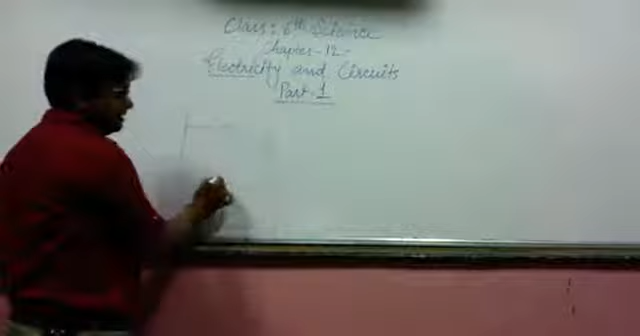 Class: 6th Science
Chapter-12-
Electricity and Circuits
Part-1